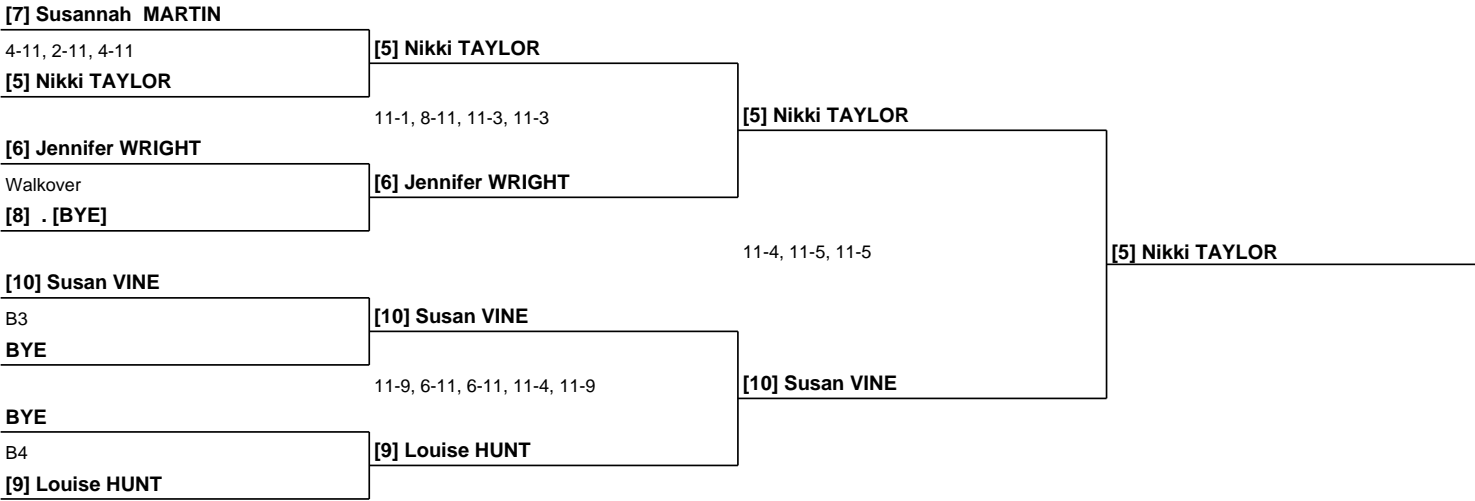 [7] Susannah  MARTIN
4-11, 2-11, 4-11
[5] Nikki TAYLOR
[5] Nikki TAYLOR
11-1, 8-11, 11-3, 11-3
[5] Nikki TAYLOR
[6] Jennifer WRIGHT
Walkover
[6] Jennifer WRIGHT
[8]  . [BYE]
11-4, 11-5, 11-5
[5] Nikki TAYLOR
[10] Susan VINE
B3
[10] Susan VINE
BYE
11-9, 6-11, 6-11, 11-4, 11-9
[10] Susan VINE
BYE
B4
[9] Louise HUNT
[9] Louise HUNT